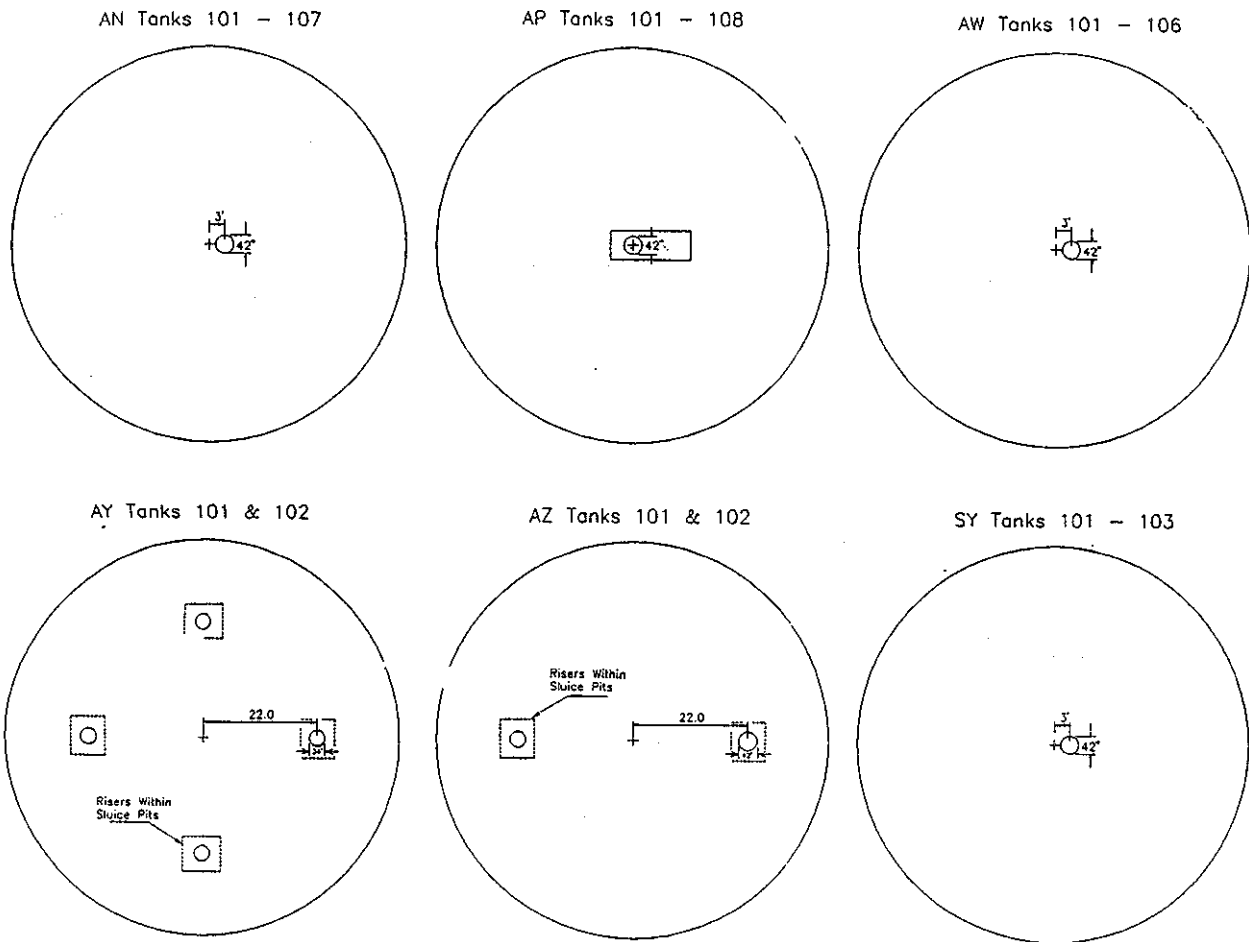 AN Tanks 101 - 107
AP Tanks 101 - 108
AW Tanks 101 - 106
3'
42"
42"
3'
42"
AY Tanks 101 & 102
AZ Tanks 101 & 102
SY Tanks 101 - 103
22.0
Risers Within
Sluice Pits
Risers Within
Sluice Pits
22.0
3'
42"